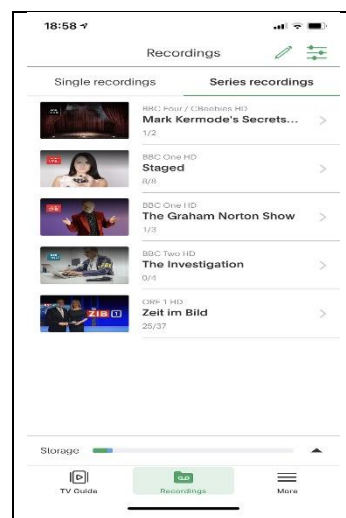 18:58
Recordings
Single recordings Series recordings
BBC Four / CBeebies HD
Mark Kermode's Secrets...
1/2
BBC One HD
Staged
8/8
BBC One HD
The Graham Norton Show
1/3
BBC Two HD
The Investigation
0/4
ORF 1 HD
Zeit im Bild
25/37
ZIB 1
Storage
TV Guide Recordings More